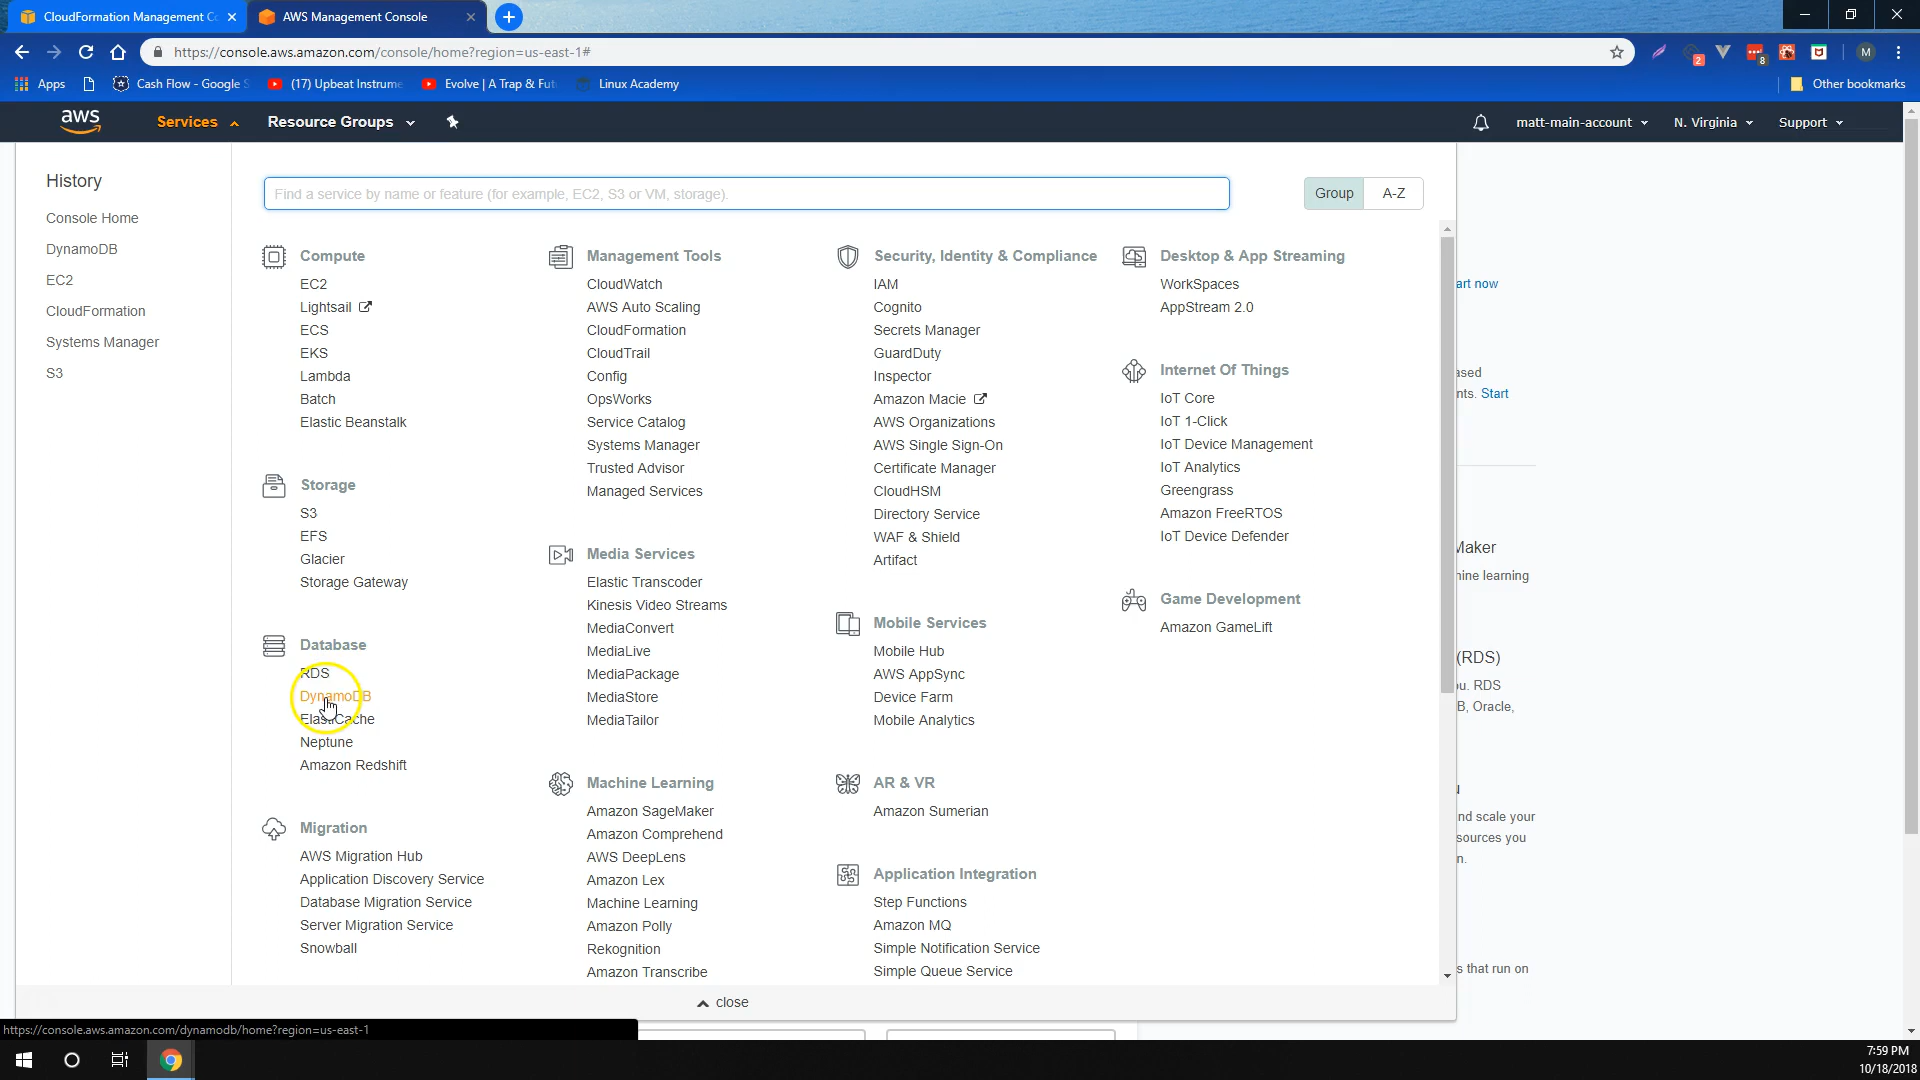 CloudFormation Management Co
AWS Management Console
https://console.aws.amazon.com/console/home?region=us-east-1#
2
8
M
Apps
Cash Flow - Google S
(17) Upbeat Instrume
Evolve | A Trap & Futu
Linux Academy
Other bookmarks
aws
Services
Resource Groups
matt-main-account
N. Virginia
Support
History
Console Home
DynamoDB
EC2
CloudFormation
Systems Manager
S3
Find a service by name or feature (for example, EC2, S3 or VM, storage).
Group
A-Z
Compute
EC2
Lightsail
ECS
EKS
Lambda
Batch
Elastic Beanstalk
Storage
S3
EFS
Glacier
Storage Gateway
Database
RDS
DynamoDB
ElastiCache
Neptune
Amazon Redshift
Migration
AWS Migration Hub
Application Discovery Service
Database Migration Service
Server Migration Service
Snowball
Management Tools
CloudWatch
AWS Auto Scaling
CloudFormation
CloudTrail
Config
OpsWorks
Service Catalog
Systems Manager
Trusted Advisor
Managed Services
Media Services
Elastic Transcoder
Kinesis Video Streams
MediaConvert
MediaLive
MediaPackage
MediaStore
MediaTailor
Machine Learning
Amazon SageMaker
Amazon Comprehend
AWS DeepLens
Amazon Lex
Machine Learning
Amazon Polly
Rekognition
Amazon Transcribe
Security, Identity & Compliance
IAM
Cognito
Secrets Manager
GuardDuty
Inspector
Amazon Macie
AWS Organizations
AWS Single Sign-On
Certificate Manager
CloudHSM
Directory Service
WAF & Shield
Artifact
Mobile Services
Mobile Hub
AWS AppSync
Device Farm
Mobile Analytics
AR & VR
Amazon Sumerian
Application Integration
Step Functions
Amazon MQ
Simple Notification Service
Simple Queue Service
Desktop & App Streaming
WorkSpaces
AppStream 2.0
Internet Of Things
IoT Core
IoT 1-Click
IoT Device Management
IoT Analytics
Greengrass
Amazon FreeRTOS
IoT Device Defender
Game Development
Amazon GameLift
art now
ased
nts. Start
Maker
hine learning
(RDS)
ou. RDS
B, Oracle,
nd scale your
sources you
n.
s that run on
close
https://console.aws.amazon.com/dynamodb/home?region=us-east-1
7:59 PM
10/18/2018